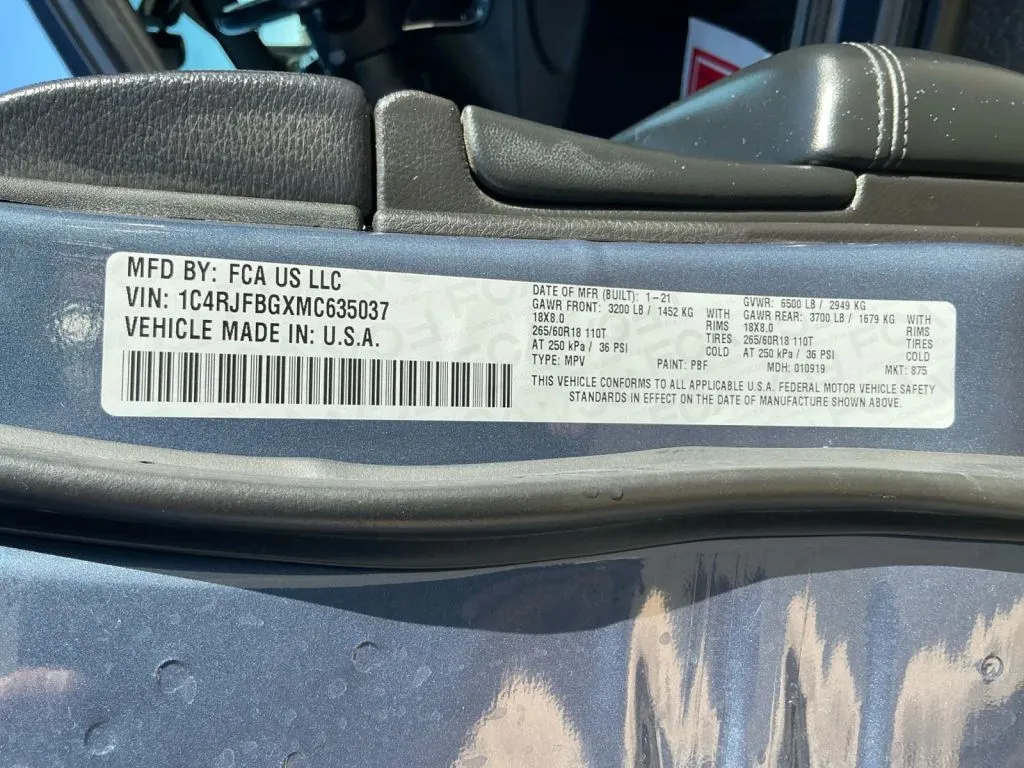 MFD BY: FCA US LLC
VIN: 1C4RJFBGXMC635037
VEHICLE MADE IN: U.S.A.
DATE OF MFR (BUILT): 1-21
GAWR FRONT: 3200 LB / 1452 KG WITH
18X8.0 RIMS
265/60R18 110T TIRES
AT 250 kPa / 36 PSI COLD
TYPE: MPV PAINT: PBF
GVWR: 6500 LB / 2949 KG
GAWR REAR: 3700 LB / 1679 KG WITH
18X8.0 RIMS
265/60R18 110T TIRES
AT 250 kPa / 36 PSI COLD
MDH: 010919 MKT: 875
THIS VEHICLE CONFORMS TO ALL APPLICABLE U.S.A. FEDERAL MOTOR VEHICLE SAFETY
STANDARDS IN EFFECT ON THE DATE OF MANUFACTURE SHOWN ABOVE.